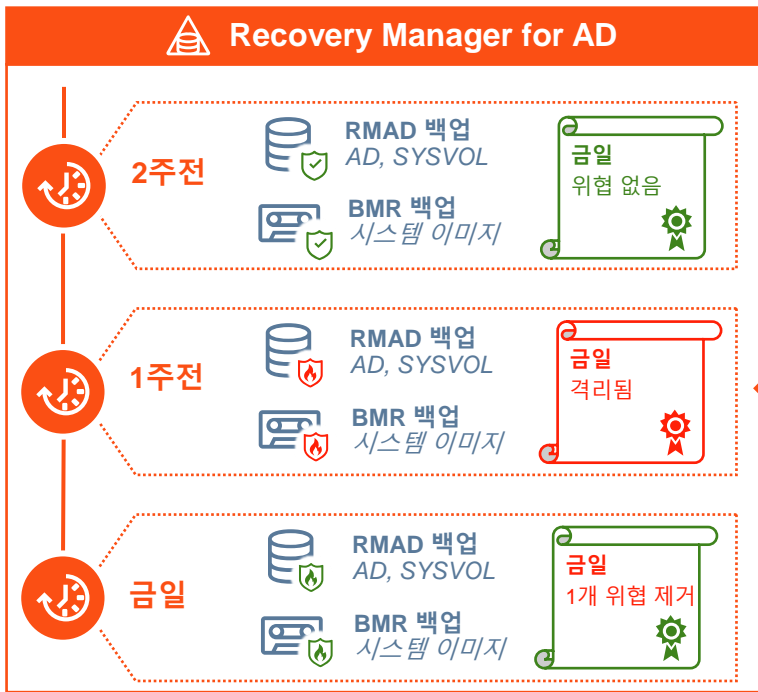 Recovery Manager for AD
2주전
RMAD 백업
AD, SYSVOL
BMR 백업
시스템 이미지
금일
위협 없음
1주전
RMAD 백업
AD, SYSVOL
BMR 백업
시스템 이미지
금일
격리됨
금일
RMAD 백업
AD, SYSVOL
BMR 백업
시스템 이미지
금일
1개 위협 제거